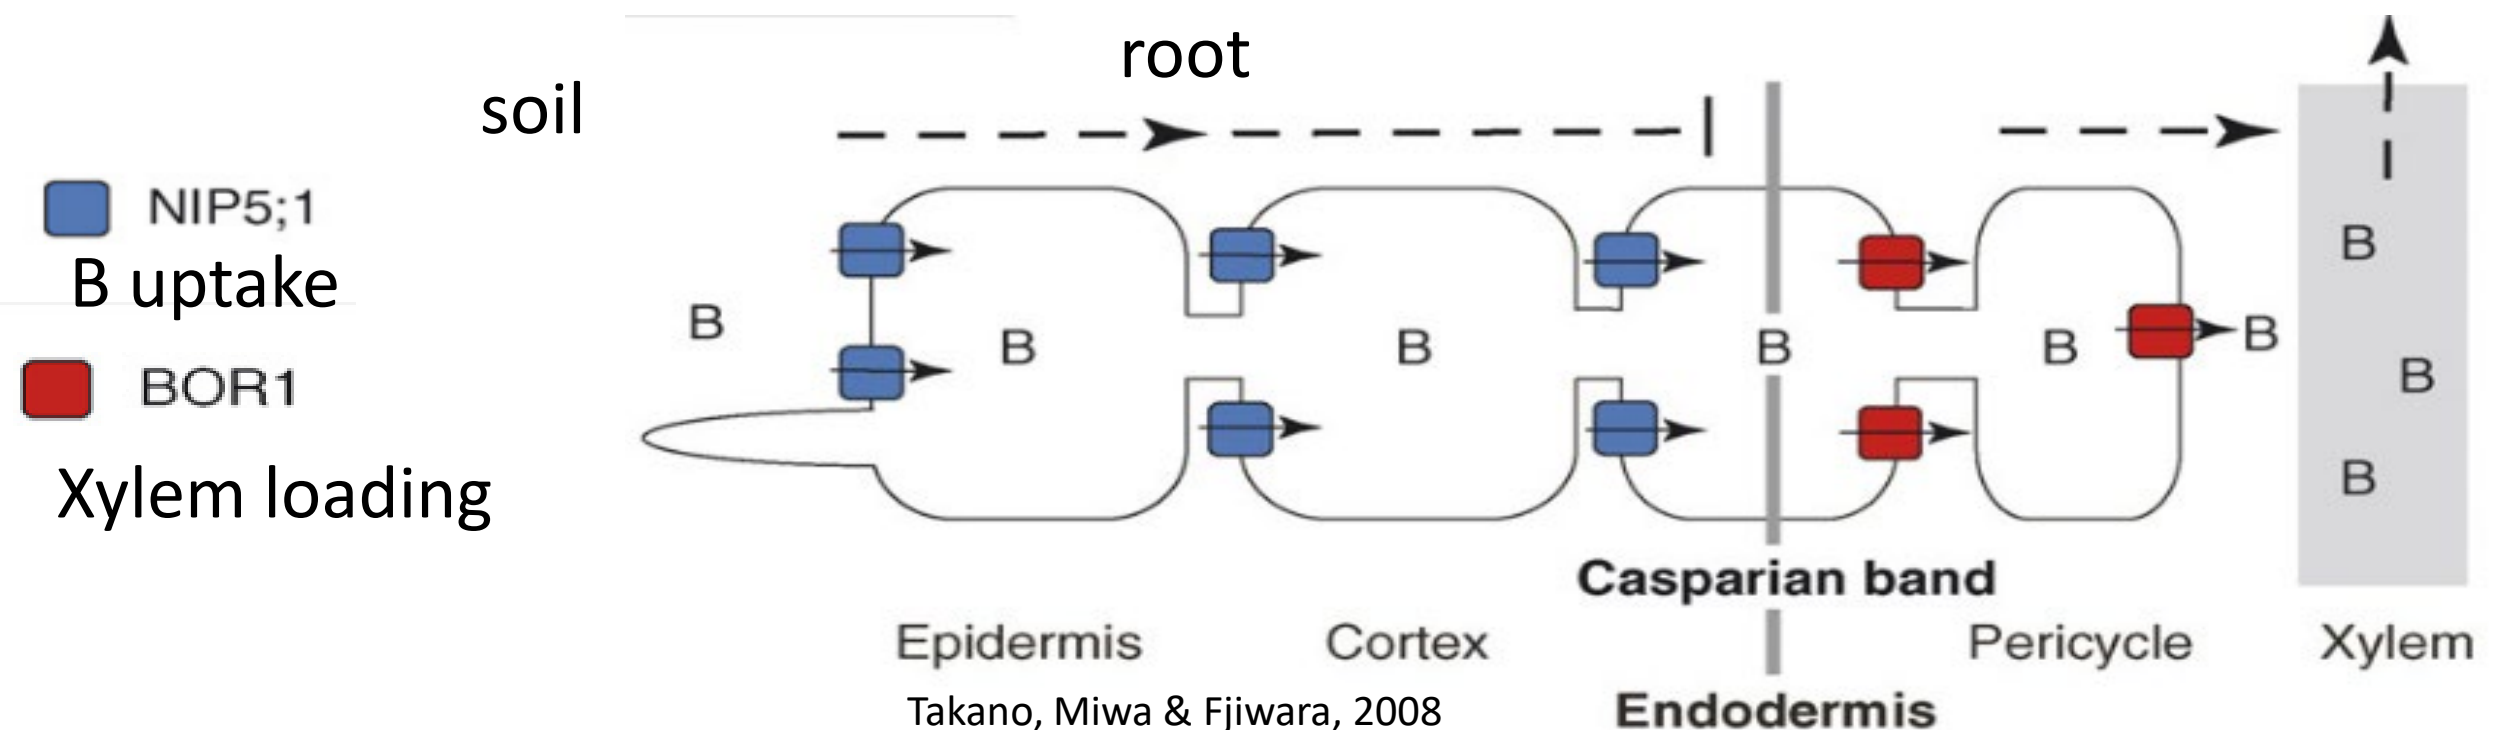 root
soil
NIP5;1
B uptake
BOR1
Xylem loading
B
B
B
B
B
B
B
B
B
Casparian band
Epidermis
Cortex
Pericycle
Xylem
Endodermis
Takano, Miwa & Fjiwara, 2008